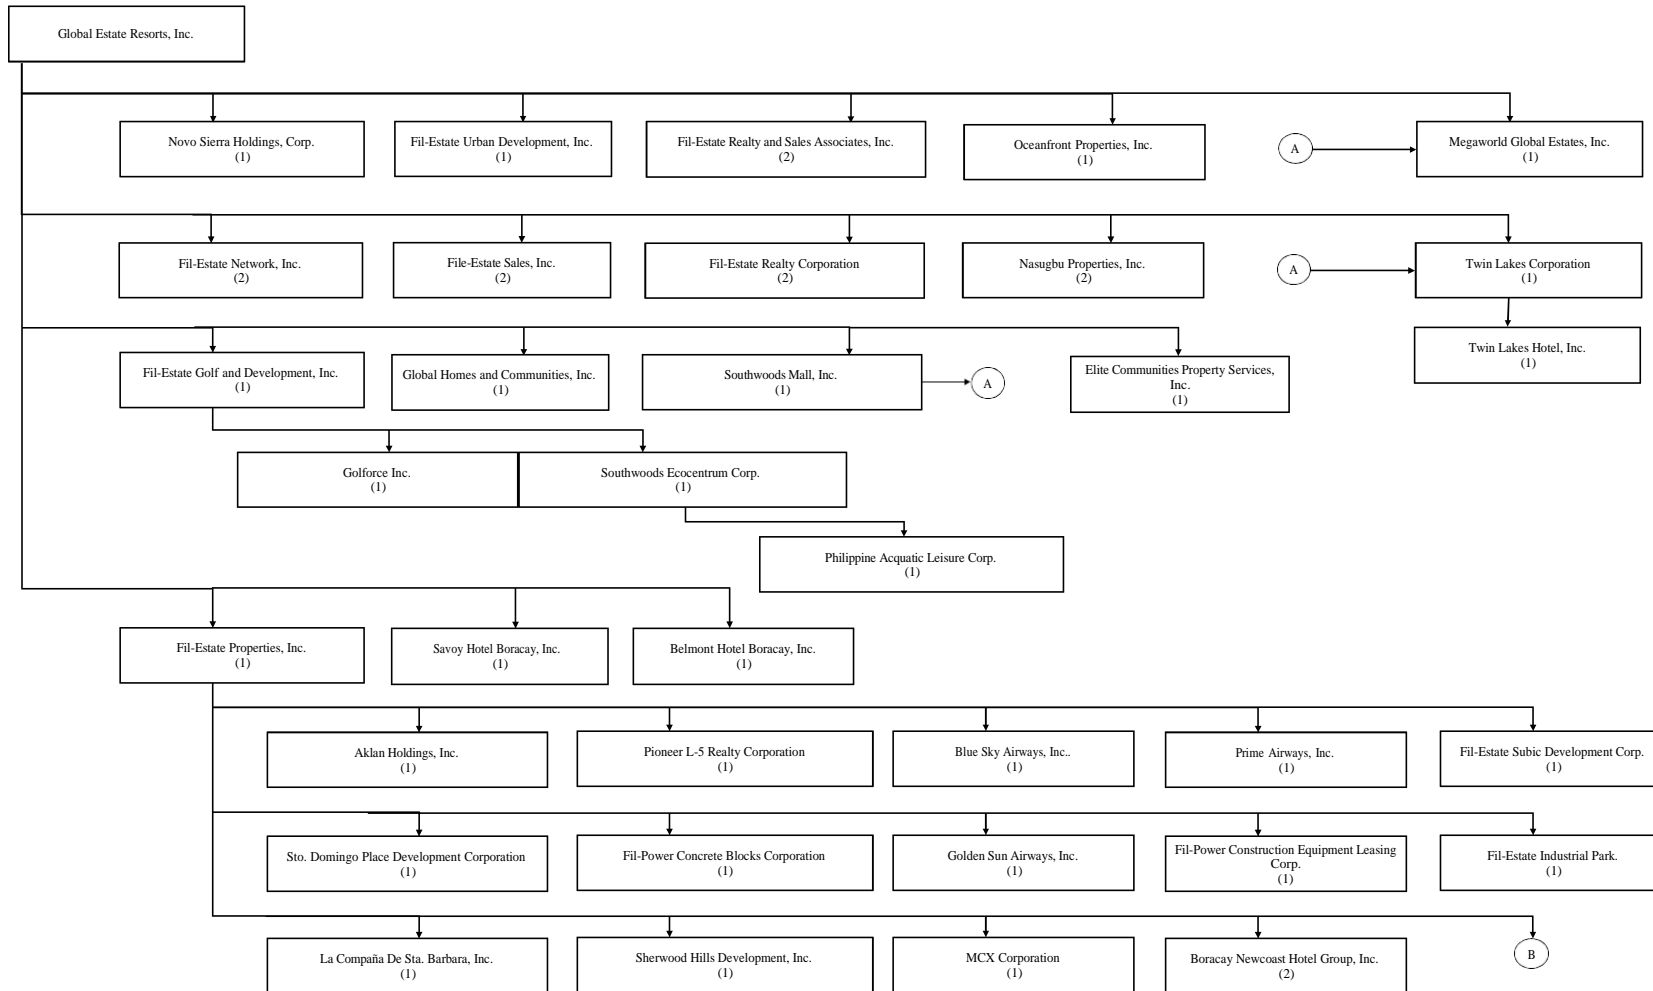 Global Estate Resorts, Inc.
Novo Sierra Holdings, Corp.
(1)
Fil-Estate Urban Development, Inc.
(1)
Fil-Estate Realty and Sales Associates, Inc.
(2)
Oceanfront Properties, Inc.
(1)
A
Megaworld Global Estates, Inc.
(1)
Fil-Estate Network, Inc.
(2)
File-Estate Sales, Inc.
(2)
Fil-Estate Realty Corporation
(2)
Nasugbu Properties, Inc.
(2)
A
Twin Lakes Corporation
(1)
Twin Lakes Hotel, Inc.
(1)
Fil-Estate Golf and Development, Inc.
(1)
Global Homes and Communities, Inc.
(1)
Southwoods Mall, Inc.
(1)
A
Elite Communities Property Services,
Inc.
(1)
Golforce Inc.
(1)
Southwoods Ecocentrum Corp.
(1)
Philippine Acquatic Leisure Corp.
(1)
Fil-Estate Properties, Inc.
(1)
Savoy Hotel Boracay, Inc.
(1)
Belmont Hotel Boracay, Inc.
(1)
Aklan Holdings, Inc.
(1)
Pioneer L-5 Realty Corporation
(1)
Blue Sky Airways, Inc..
(1)
Prime Airways, Inc.
(1)
Fil-Estate Subic Development Corp.
(1)
Sto. Domingo Place Development Corporation
(1)
Fil-Power Concrete Blocks Corporation
(1)
Golden Sun Airways, Inc.
(1)
Fil-Power Construction Equipment Leasing
Corp.
(1)
Fil-Estate Industrial Park.
(1)
La Compaña De Sta. Barbara, Inc.
(1)
Sherwood Hills Development, Inc.
(1)
MCX Corporation
(1)
Boracay Newcoast Hotel Group, Inc.
(2)
B